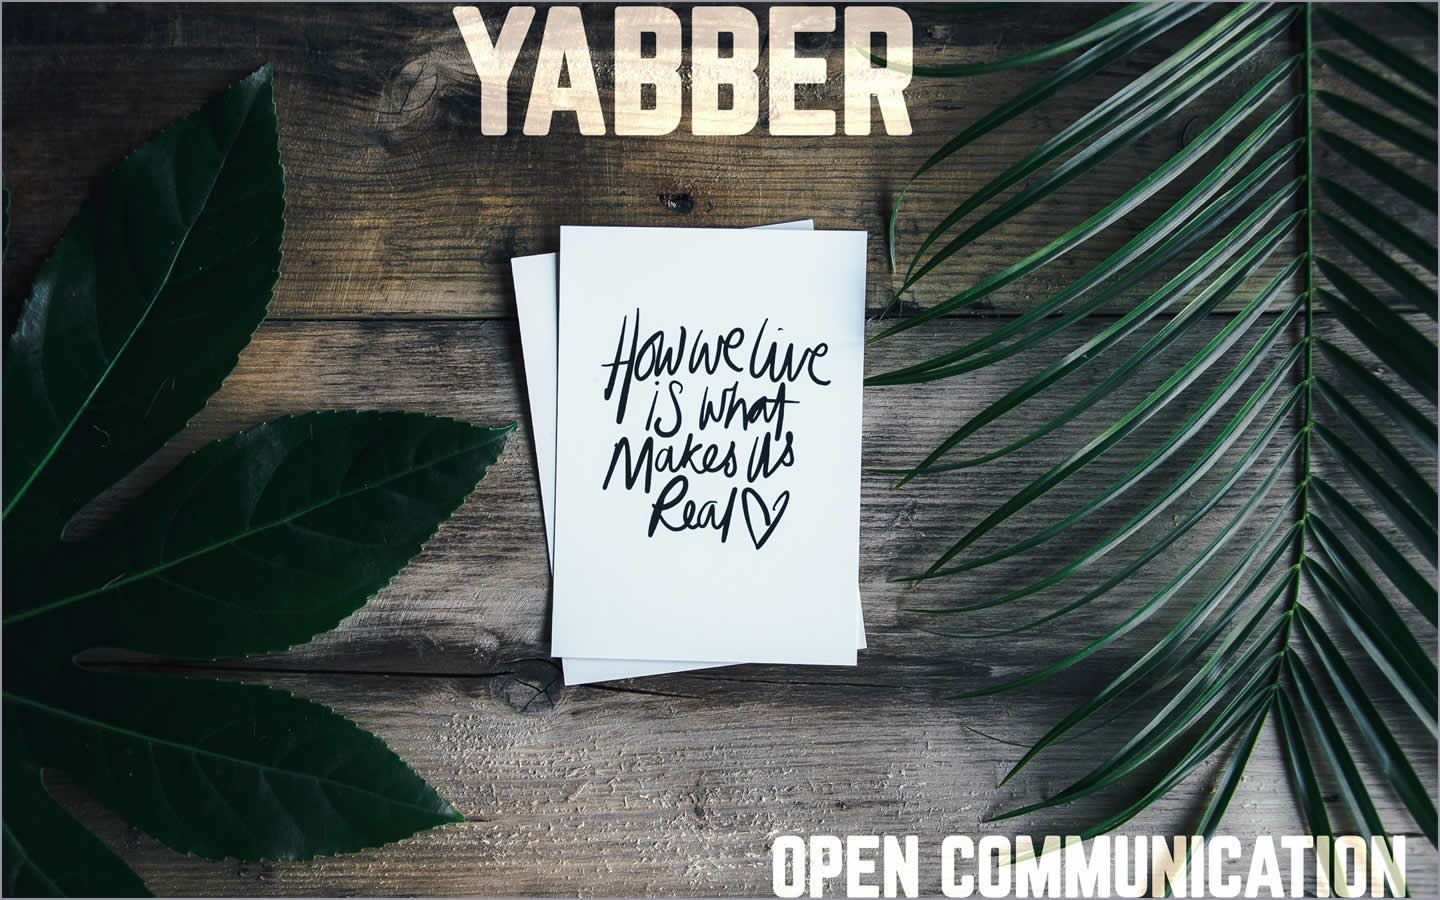 YABBER
How we live
is what
Makes Us
Real
OPEN COMMUNICATION